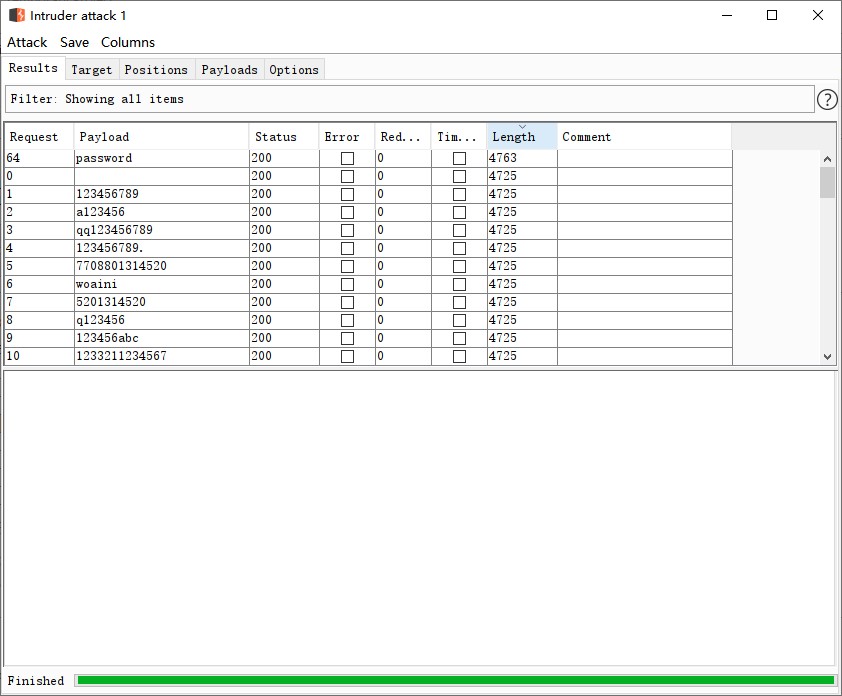 Intruder attack 1
Attack Save Columns
Results Target Positions Payloads Options
Filter: Showing all items ?
Request Payload Status Error Red... Tim... Length Comment
64 password 200 0 4763
0 200 0 4725
1 123456789 200 0 4725
2 a123456 200 0 4725
3 qq123456789 200 0 4725
4 123456789. 200 0 4725
5 7708801314520 200 0 4725
6 woaini 200 0 4725
7 5201314520 200 0 4725
8 q123456 200 0 4725
9 123456abc 200 0 4725
10 1233211234567 200 0 4725
Finished